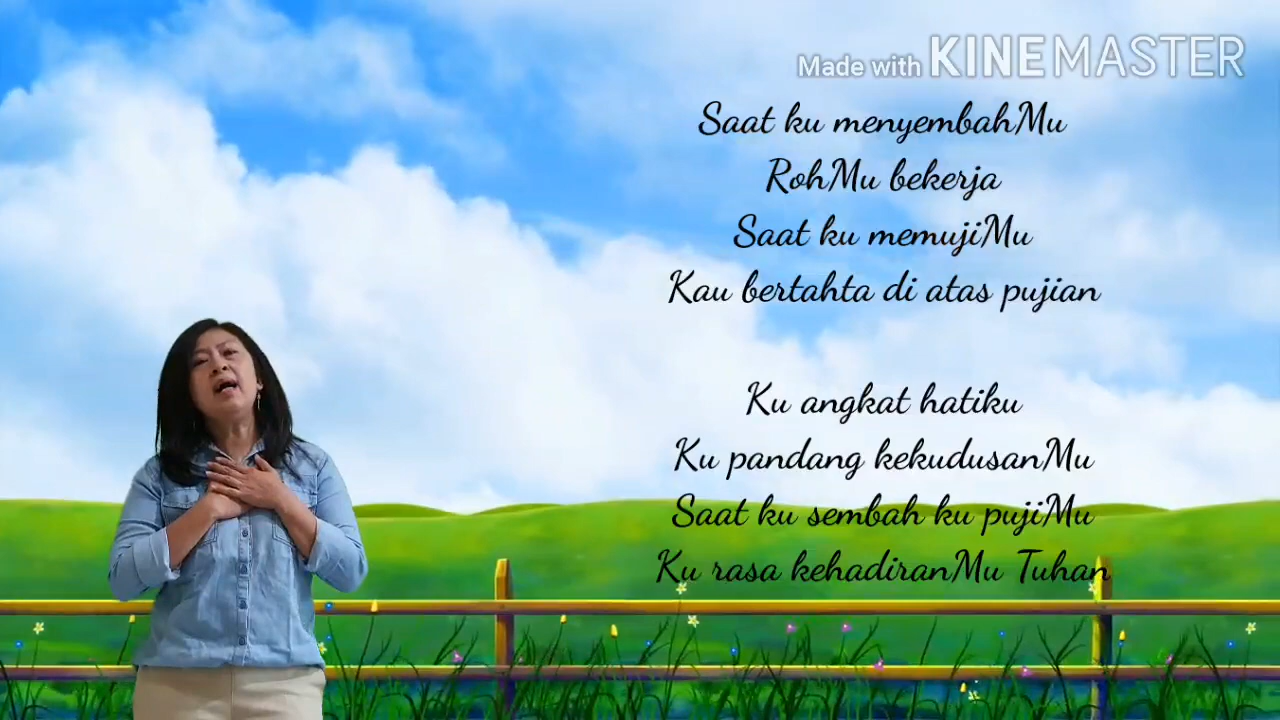 Made with KINEMASTER
Saat ku menyembahMu
RohMu bekerja
Saat ku memujiMu
Kau bertahta di atas pujian
Ku angkat hatiku
Ku pandang kekudusanMu
Saat ku sembah ku pujiMu
Ku rasa kehadiranMu Tuhan